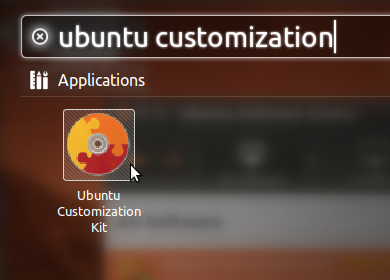 ubuntu customization
Applications
Ubuntu
Customization
Kit